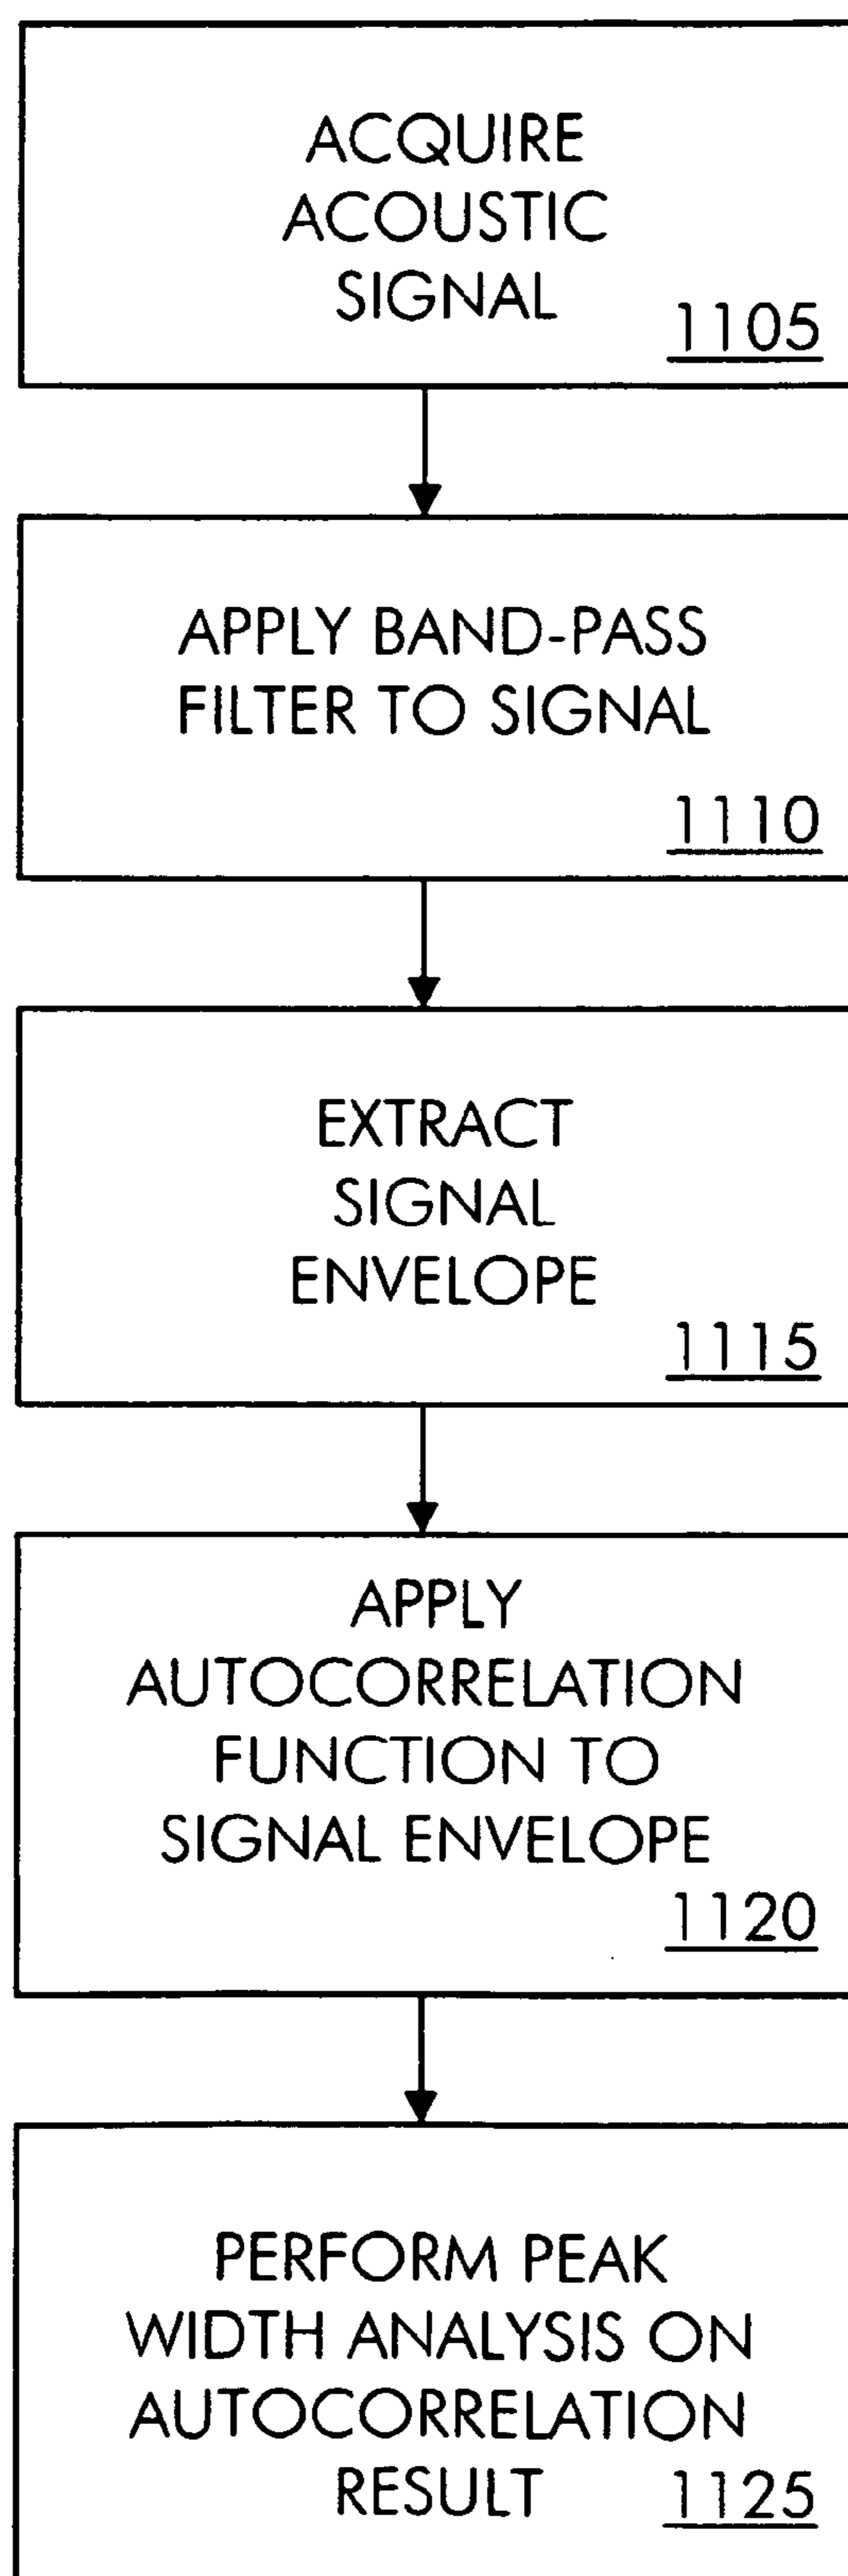 ACQUIRE
ACOUSTIC
SIGNAL
1105
APPLY BAND-PASS
FILTER TO SIGNAL
1110
EXTRACT
SIGNAL
ENVELOPE
1115
APPLY
AUTOCORRELATION
FUNCTION TO
SIGNAL ENVELOPE
1120
PERFORM PEAK
WIDTH ANALYSIS ON
AUTOCORRELATION
RESULT 1125